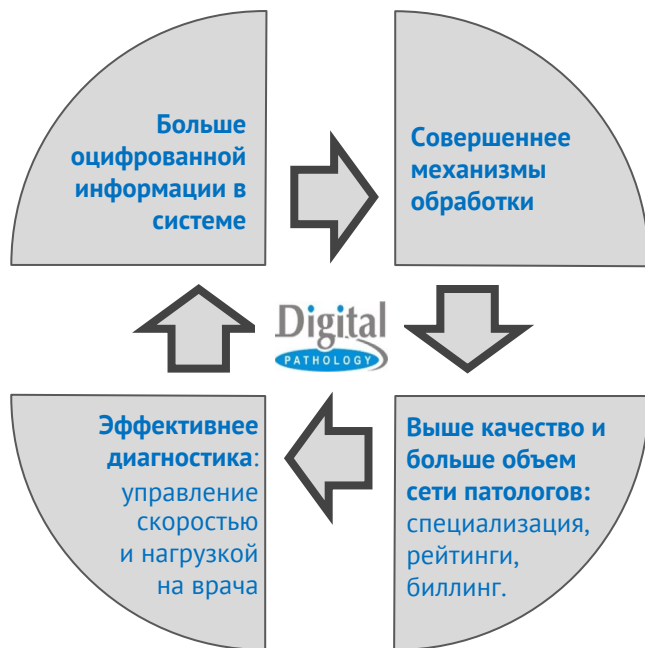 Больше
оцифрованной
информации в
системе
Совершеннее
механизмы
обработки
Digital
PATHOLOGY
Эффективнее
диагностика:
управление
скоростью
и нагрузкой
на врача
Выше качество и
больше объем
сети патологов:
специализация,
рейтинги,
биллинг.